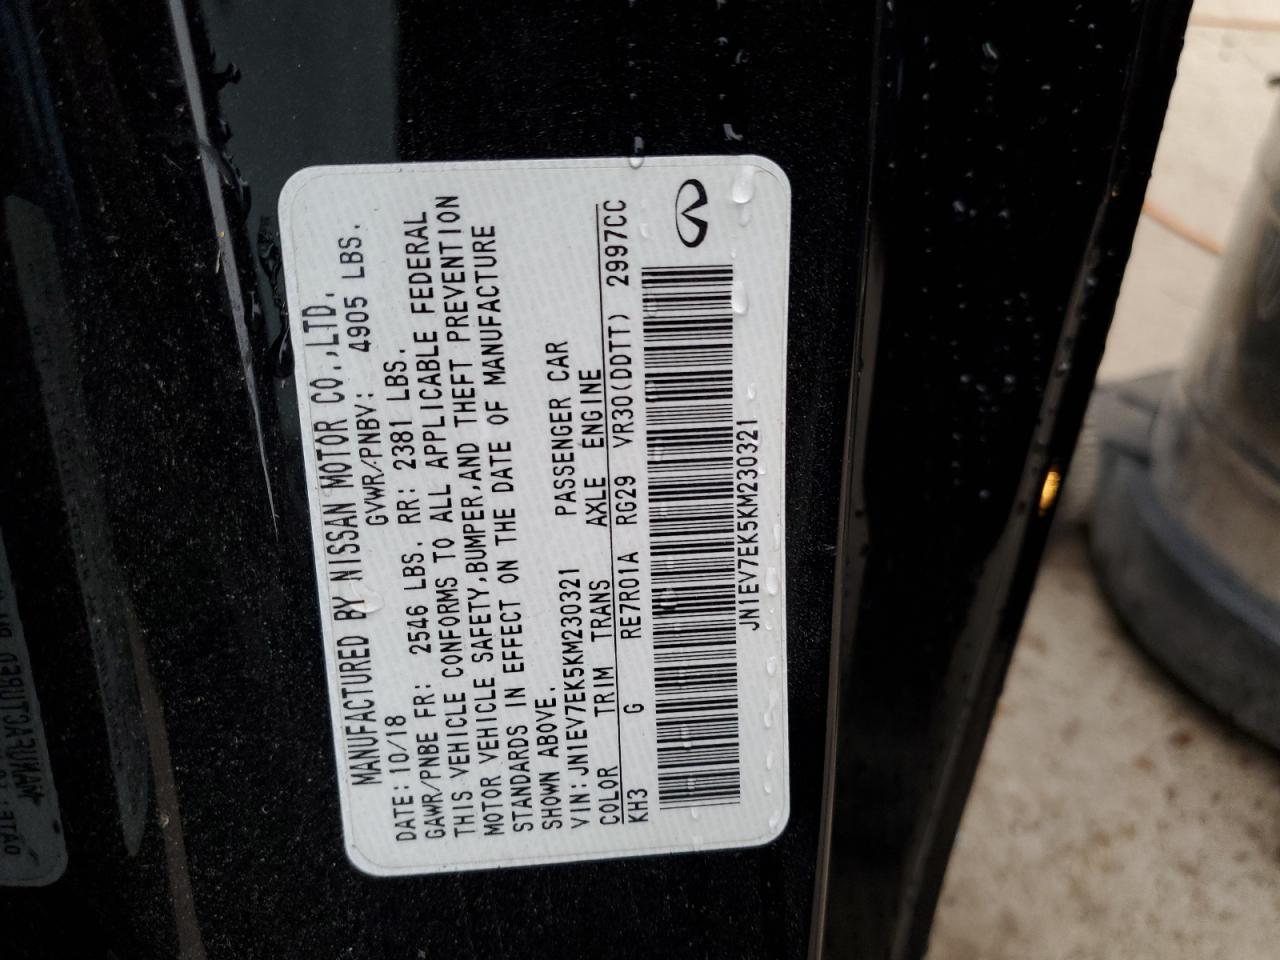 MANUFACTURED BY NISSAN MOTOR CO.,LTD.
DATE: 10/18 GVWR/PNBV: 4905 LBS.
GAWR/PNBE FR: 2546 LBS. RR: 2381 LBS.
THIS VEHICLE CONFORMS TO ALL APPLICABLE FEDERAL
MOTOR VEHICLE SAFETY,BUMPER,AND THEFT PREVENTION
STANDARDS IN EFFECT ON THE DATE OF MANUFACTURE
SHOWN ABOVE.
VIN: JN1EV7EK5KM230321 PASSENGER CAR
COLOR TRIM TRANS AXLE ENGINE
KH3 G RE7R01A RG29 VR30(DDTT) 2997CC
JN1EV7EK5KM230321